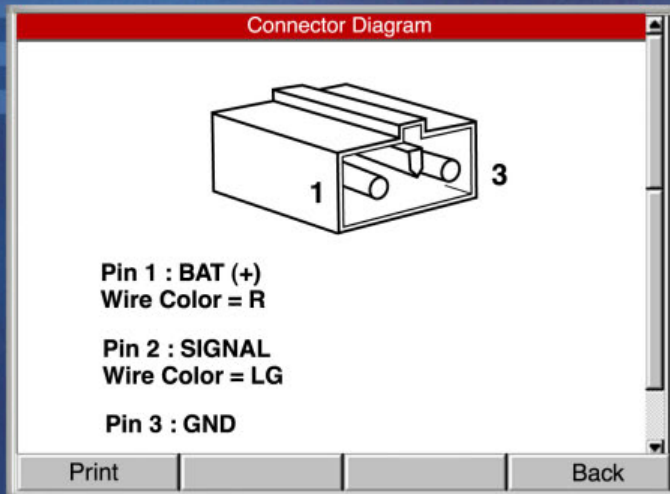 Connector Diagram
1
3
Pin 1 : BAT (+)
Wire Color = R
Pin 2 : SIGNAL
Wire Color = LG
Pin 3 : GND
Print
Back